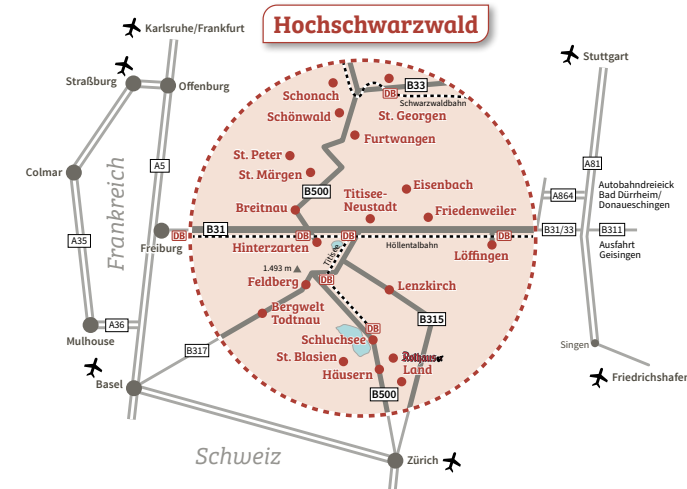 Hochschwarzwald
Karlsruhe/Frankfurt
Stuttgart
Straßburg
Offenburg
B33
DB
Schonach
Schwarzwaldbahn
Schönwald
St. Georgen
Furtwangen
Colmar
Frankreich
A5
A81
St. Peter
St. Märgen
Eisenbach
B500
A864
Autobahndreieick
Bad Dürrheim/
Donaueschingen
Titisee-
Neustadt
Breitnau
Friedenweiler
B31
B31/33
B311
DB
DB
DB
DB
A35
Freiburg
Hinterzarten
Höllentalbahn
Löffingen
Ausfahrt
Geisingen
Titisee
1.493 m
DB
Feldberg
Lenzkirch
Bergwelt
Todtnau
B315
A36
DB
Mulhouse
Schluchsee
Singen
B317
St. Blasien
Rothaus
Land
Häusern
Basel
B500
Friedrichshafen
Schweiz
Zürich